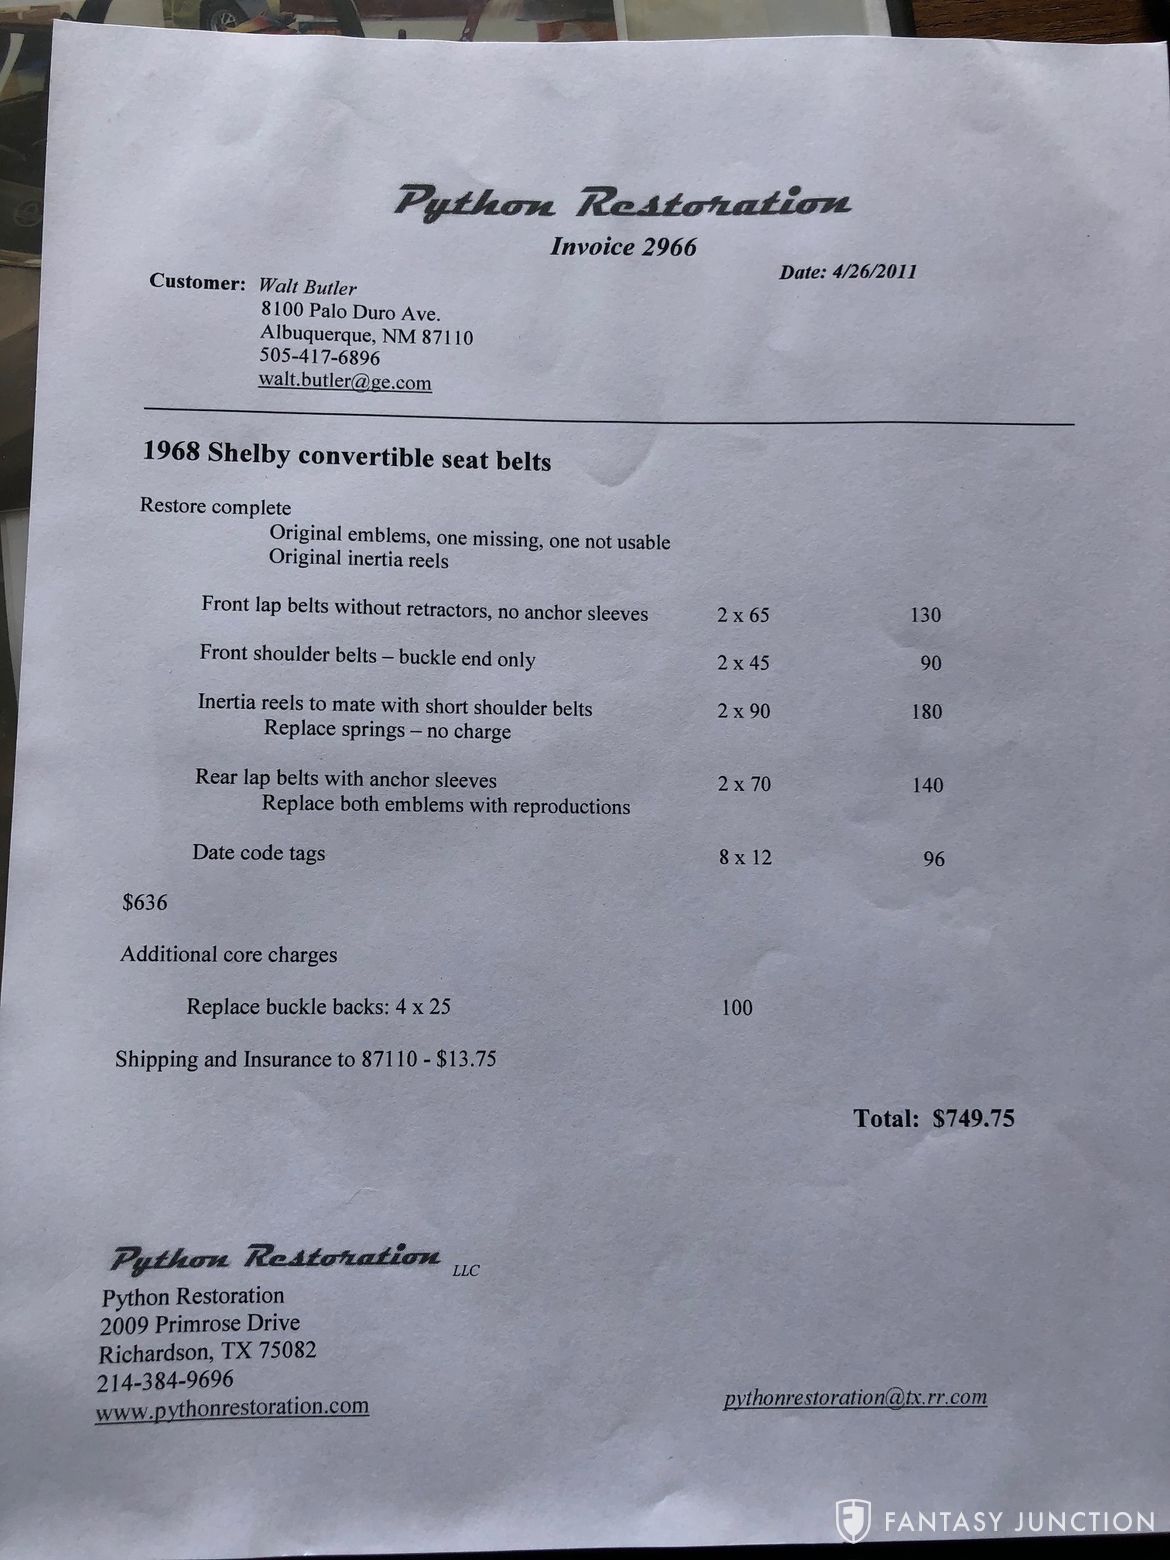 Python Restoration
Invoice 2966
Date: 4/26/2011
Customer: Walt Butler
8100 Palo Duro Ave.
Albuquerque, NM 87110
505-417-6896
walt.butler@ge.com
1968 Shelby convertible seat belts
Restore complete
Original emblems, one missing, one not usable
Original inertia reels
Front lap belts without retractors, no anchor sleeves 2 x 65 130
Front shoulder belts – buckle end only 2 x 45 90
Inertia reels to mate with short shoulder belts 2 x 90 180
Replace springs – no charge
Rear lap belts with anchor sleeves 2 x 70 140
Replace both emblems with reproductions
Date code tags 8 x 12 96
$636
Additional core charges
Replace buckle backs: 4 x 25 100
Shipping and Insurance to 87110 - $13.75
Total: $749.75
Python Restoration LLC
Python Restoration
2009 Primrose Drive
Richardson, TX 75082
214-384-9696
www.pythonrestoration.com
pythonrestoration@tx.rr.com
FANTASY JUNCTION